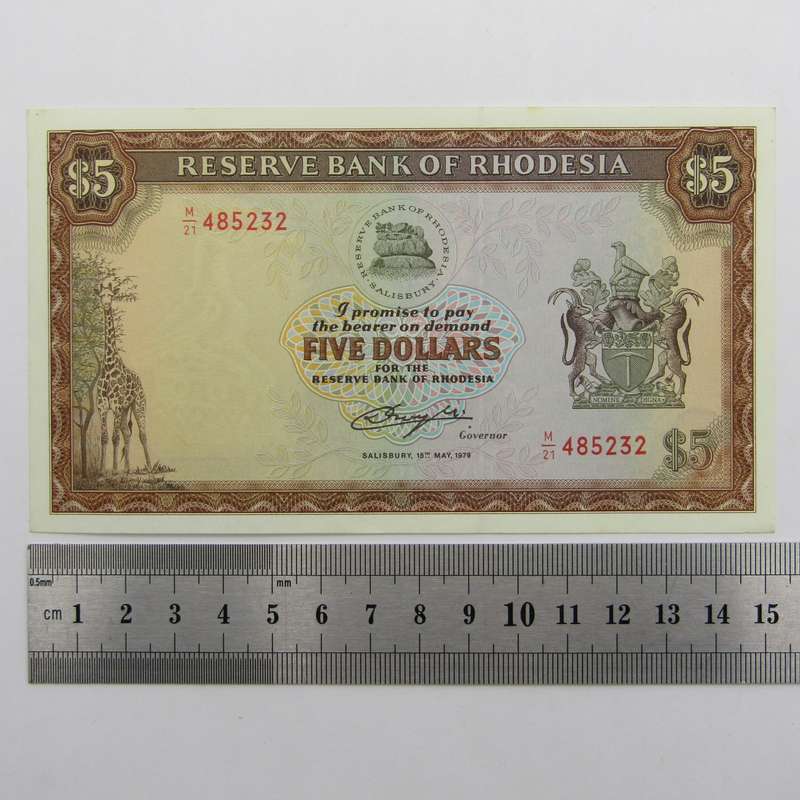 $5 RESERVE BANK OF RHODESIA $5
M/21 485232
RESERVE BANK OF RHODESIA
· SALISBURY ·
I promise to pay
the bearer on demand
FIVE DOLLARS
FOR THE
RESERVE BANK OF RHODESIA
Governor
SALISBURY, 15TH MAY, 1979
M/21 485232 $5
0.5mm mm
cm 1 2 3 4 5 6 7 8 9 10 11 12 13 14 15